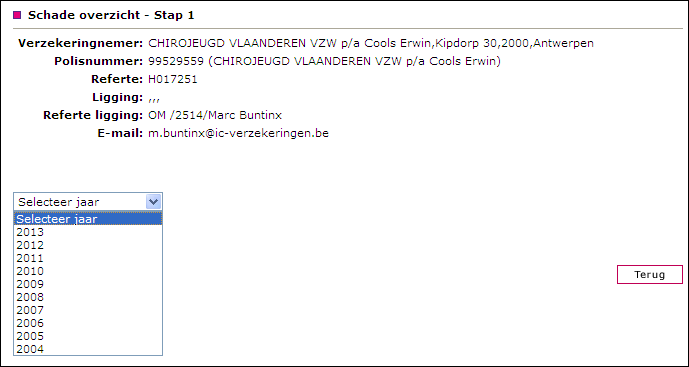 Schade overzicht - Stap 1
Verzekeringnemer: CHIROJEUGD VLAANDEREN VZW p/a Cools Erwin,Kipdorp 30,2000,Antwerpen
Polisnummer: 99529559 (CHIROJEUGD VLAANDEREN VZW p/a Cools Erwin)
Referte: H017251
Ligging: ,,,
Referte ligging: OM /2514/Marc Buntinx
E-mail: m.buntinx@ic-verzekeringen.be
Selecteer jaar
Selecteer jaar
2013
2012
2011
2010
2009
2008
2007
2006
2005
2004
Terug